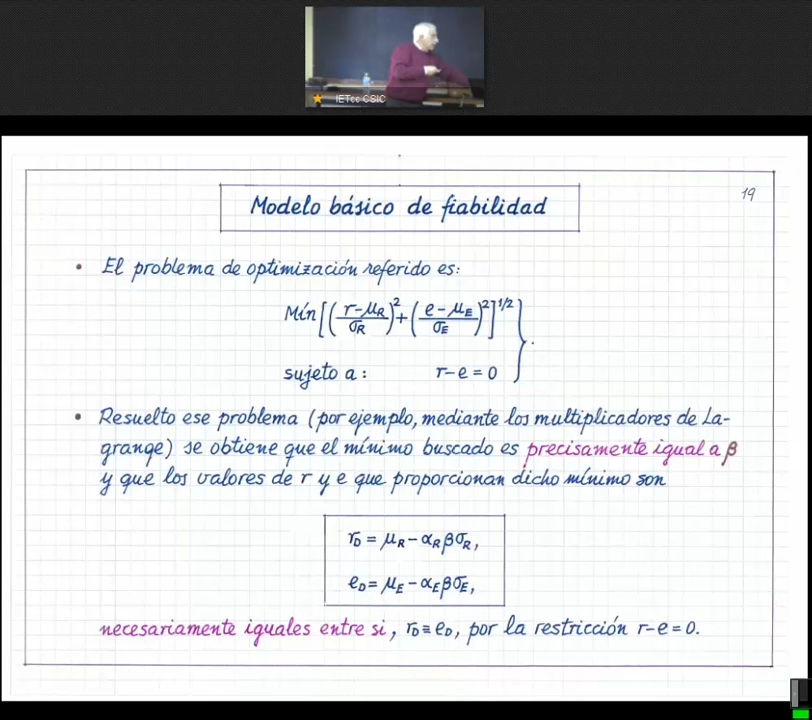 IETcc CSIC
19
Modelo básico de fiabilidad
• El problema de optimización referido es:
Mín [((r-μR)/σR)² + ((e-μE)/σE)²]^1/2
sujeto a: r-e=0
• Resuelto ese problema (por ejemplo, mediante los multiplicadores de La-
grange) se obtiene que el mínimo buscado es precisamente igual a β
y que los valores de r y e que proporcionan dicho mínimo son
rD = μR - αRβσR,
eD = μE - αEβσE,
necesariamente iguales entre si, rD ≡ eD, por la restricción r-e=0.